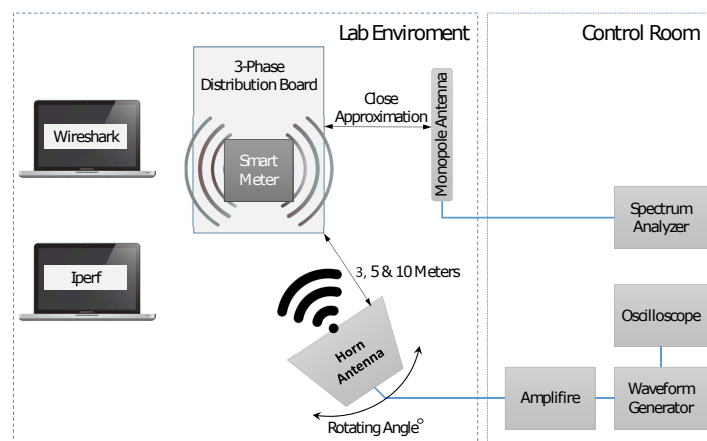 Lab Enviroment
Control Room
3-Phase
Distribution Board
Close
Approximation
Monopole Antenna
Wireshark
Smart
Meter
Spectrum
Analyzer
Iperf
3, 5 & 10 Meters
Oscilloscope
Horn
Antenna
Amplifire
Waveform
Generator
Rotating Angle°